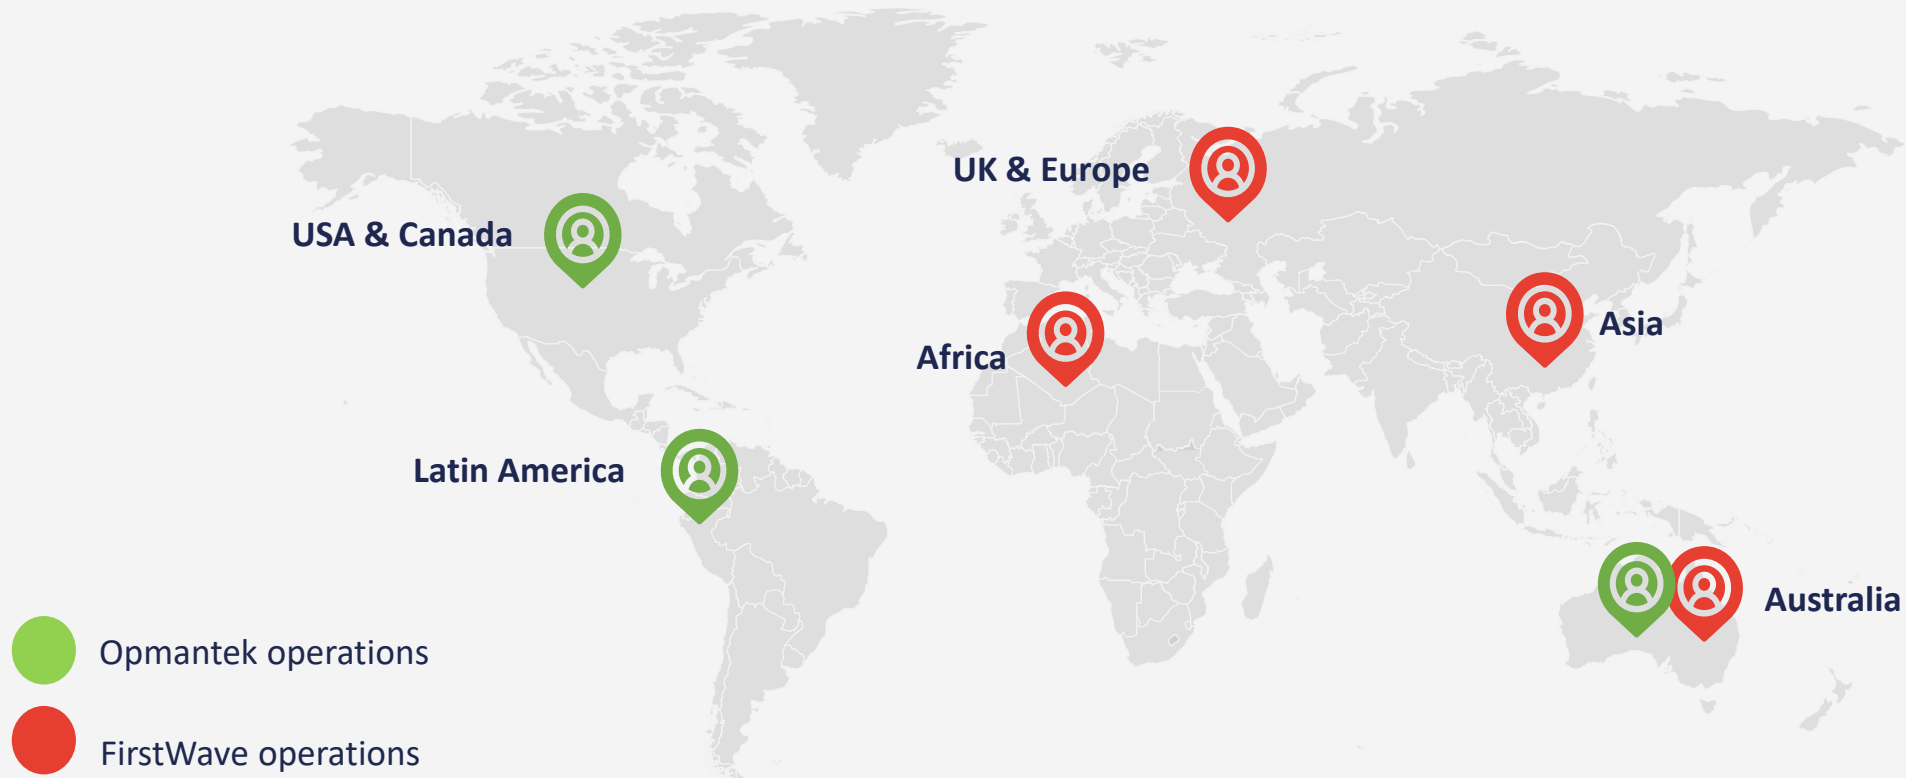 UK & Europe
USA & Canada
Asia
Africa
Latin America
Australia
Opmantek operations
FirstWave operations